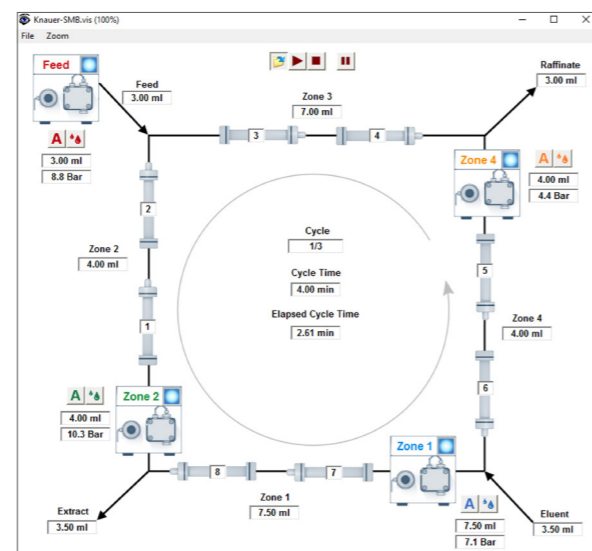 Knauer-SMB.vis (100%)
File Zoom
Feed
Feed
3.00 ml
Raffinate
3.00 ml
Zone 3
7.00 ml
A
3.00 ml
8.8 Bar
3
4
Zone 4
A
4.00 ml
4.4 Bar
2
Zone 2
4.00 ml
Cycle
1/3
Cycle Time
4.00 min
Elapsed Cycle Time
2.61 min
5
1
Zone 4
4.00 ml
6
A
4.00 ml
10.3 Bar
Zone 2
Zone 1
8
7
Extract
3.50 ml
Zone 1
7.50 ml
A
7.50 ml
7.1 Bar
Eluent
3.50 ml